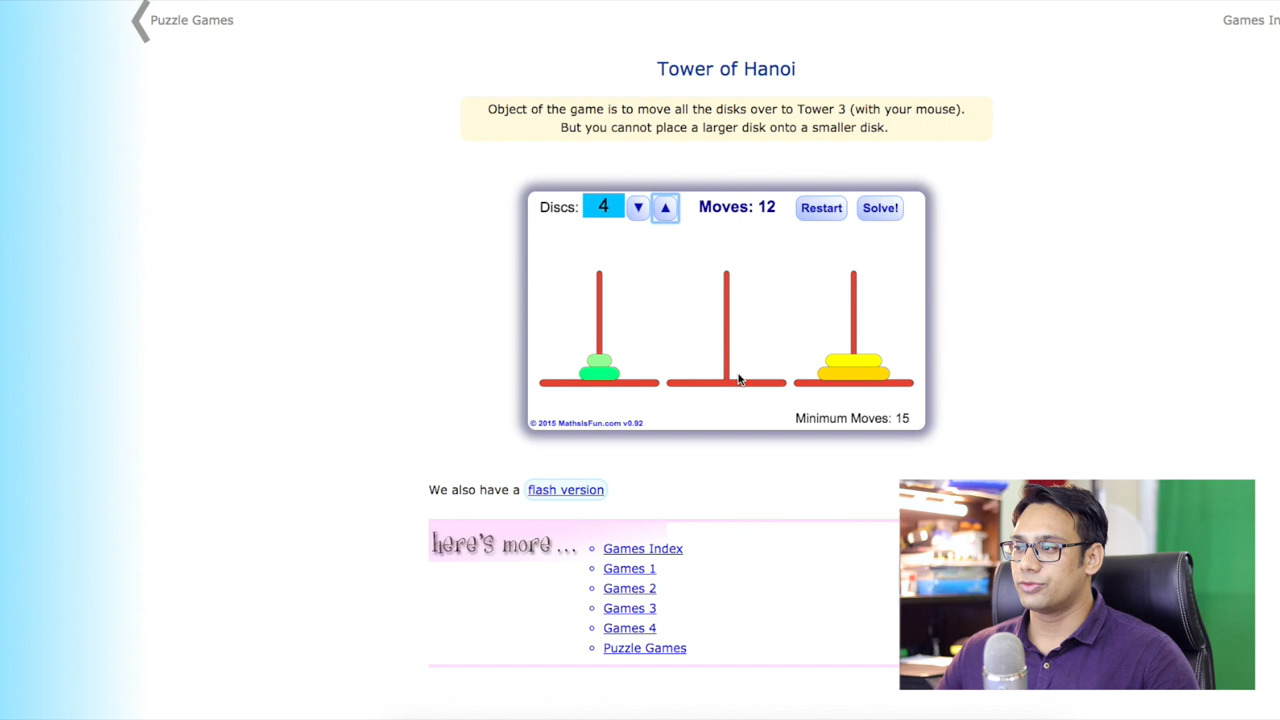 Puzzle Games
Games In
Tower of Hanoi
Object of the game is to move all the disks over to Tower 3 (with your mouse).
But you cannot place a larger disk onto a smaller disk.
Discs: 4 ▼ ▲ Moves: 12 Restart Solve!
© 2015 MathsIsFun.com v0.92
Minimum Moves: 15
We also have a flash version
here's more ...
Games Index
Games 1
Games 2
Games 3
Games 4
Puzzle Games